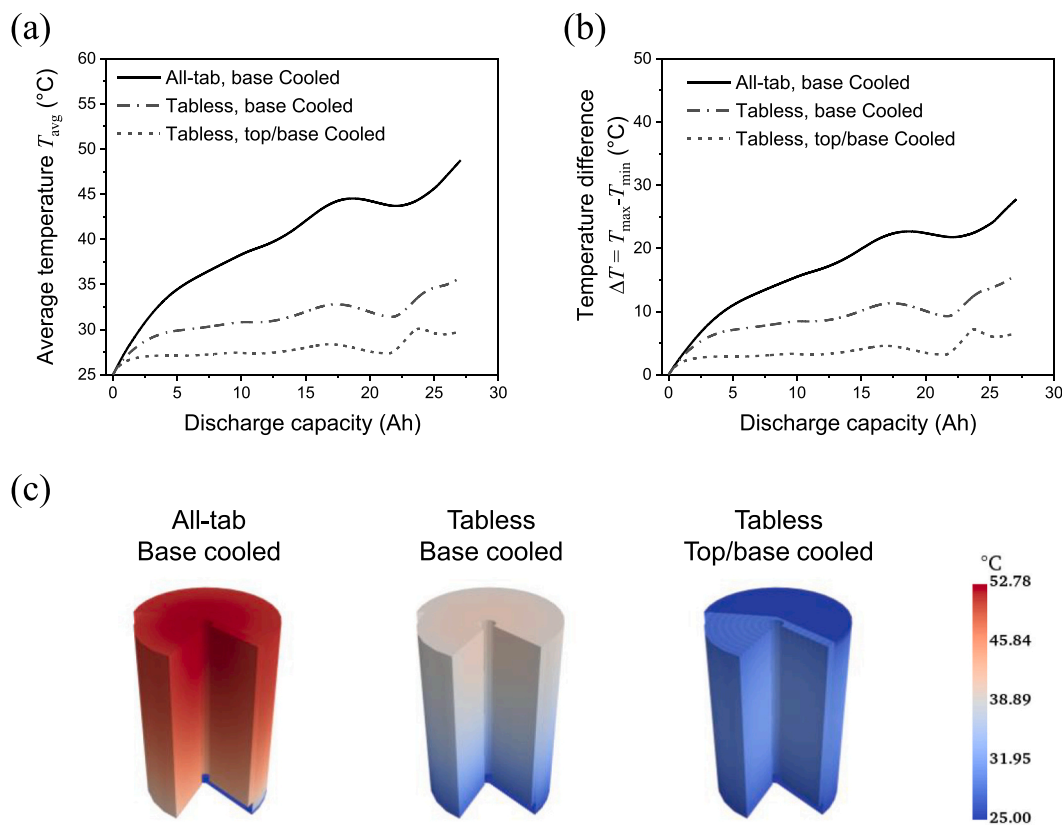 (a)
60
55
50
45
40
35
30
25
Average temperature Tavg (°C)
All-tab, base Cooled
Tabless, base Cooled
Tabless, top/base Cooled
0 5 10 15 20 25 30
Discharge capacity (Ah)
(b)
50
40
30
20
10
0
Temperature difference
ΔT = Tmax-Tmin (°C)
All-tab, base Cooled
Tabless, base Cooled
Tabless, top/base Cooled
0 5 10 15 20 25 30
Discharge capacity (Ah)
(c)
All-tab
Base cooled
Tabless
Base cooled
Tabless
Top/base cooled
°C
52.78
45.84
38.89
31.95
25.00